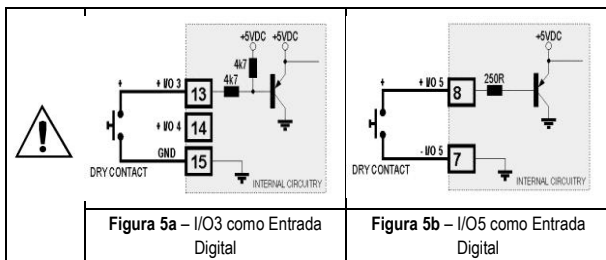 +5VDC +5VDC
4k7
4k7
+ + I/O 3 13
+ I/O 4 14
GND 15
DRY CONTACT
INTERNAL CIRCUITRY
Figura 5a – I/O3 como Entrada
Digital
+5VDC
250R
+ + I/O 5 8
- I/O 5 7
DRY CONTACT
INTERNAL CIRCUITRY
Figura 5b – I/O5 como Entrada
Digital